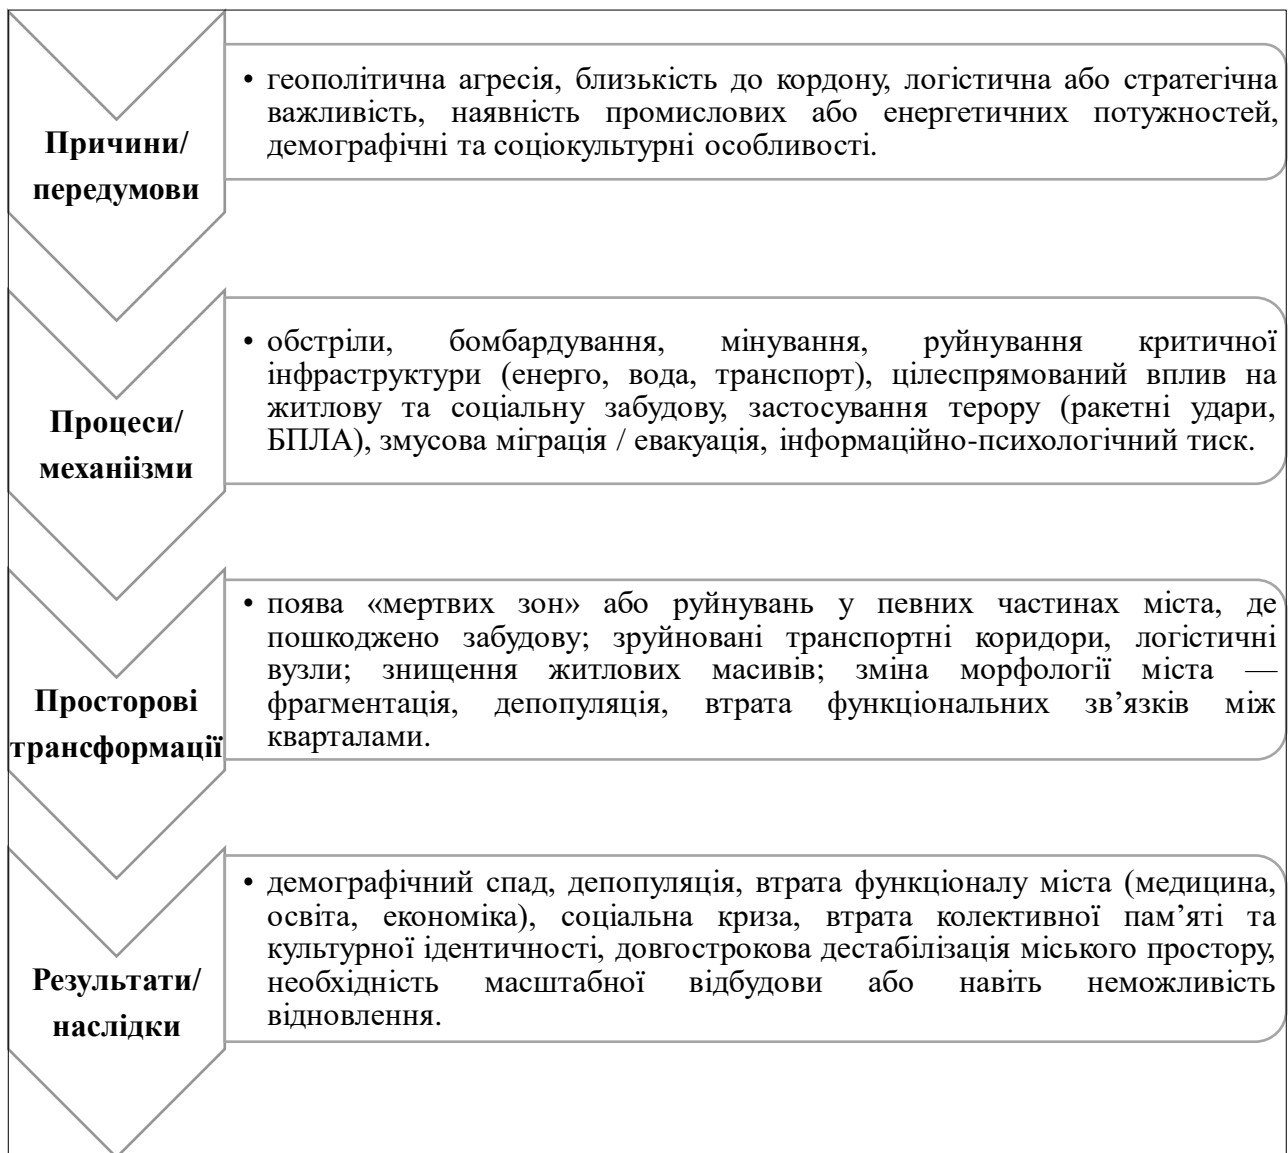 Причини/
передумови
• геополітична агресія, близькість до кордону, логістична або стратегічна
важливість, наявність промислових або енергетичних потужностей,
демографічні та соціокультурні особливості.
Процеси/
механіізми
• обстріли, бомбардування, мінування, руйнування критичної
інфраструктури (енерго, вода, транспорт), цілеспрямований вплив на
житлову та соціальну забудову, застосування терору (ракетні удари,
БПЛА), змусова міграція / евакуація, інформаційно-психологічний тиск.
Просторові
трансформації
• поява «мертвих зон» або руйнувань у певних частинах міста, де
пошкоджено забудову; зруйновані транспортні коридори, логістичні
вузли; знищення житлових масивів; зміна морфології міста —
фрагментація, депопуляція, втрата функціональних зв’язків між
кварталами.
Результати/
наслідки
• демографічний спад, депопуляція, втрата функціоналу міста (медицина,
освіта, економіка), соціальна криза, втрата колективної пам’яті та
культурної ідентичності, довгострокова дестабілізація міського простору,
необхідність масштабної відбудови або навіть неможливість
відновлення.